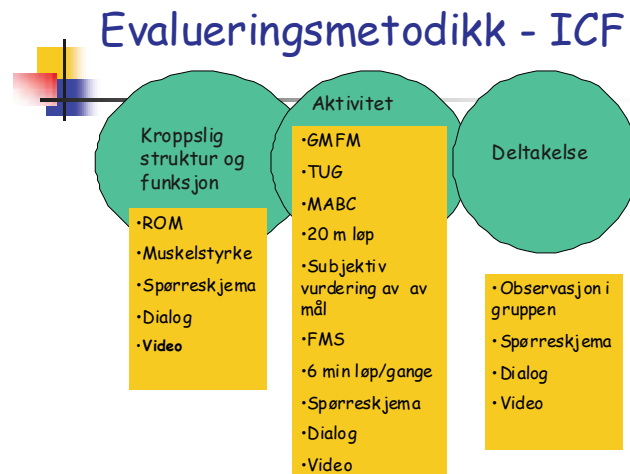 Evalueringsmetodikk - ICF
Kroppslig
struktur og
funksjon
•ROM
•Muskelstyrke
•Spørreskjema
•Dialog
•Video
Aktivitet
•GMFM
•TUG
•MABC
•20 m løp
•Subjektiv
vurdering av av
mål
•FMS
•6 min løp/gange
•Spørreskjema
•Dialog
•Video
Deltakelse
•Observasjon i
gruppen
•Spørreskjema
•Dialog
•Video